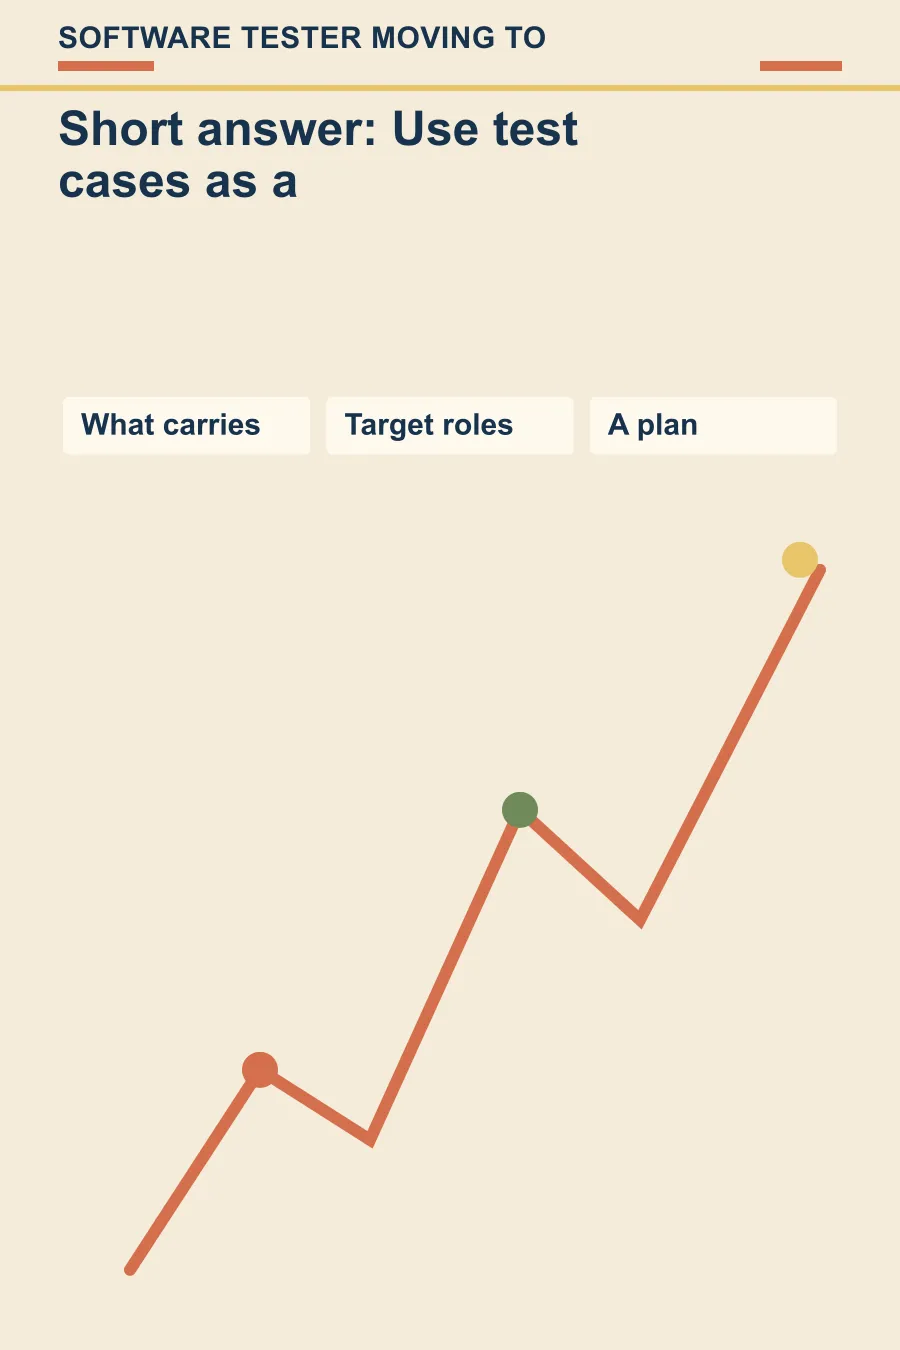 SOFTWARE TESTER MOVING TO
Short answer: Use test
cases as a
What carries
Target roles
A plan